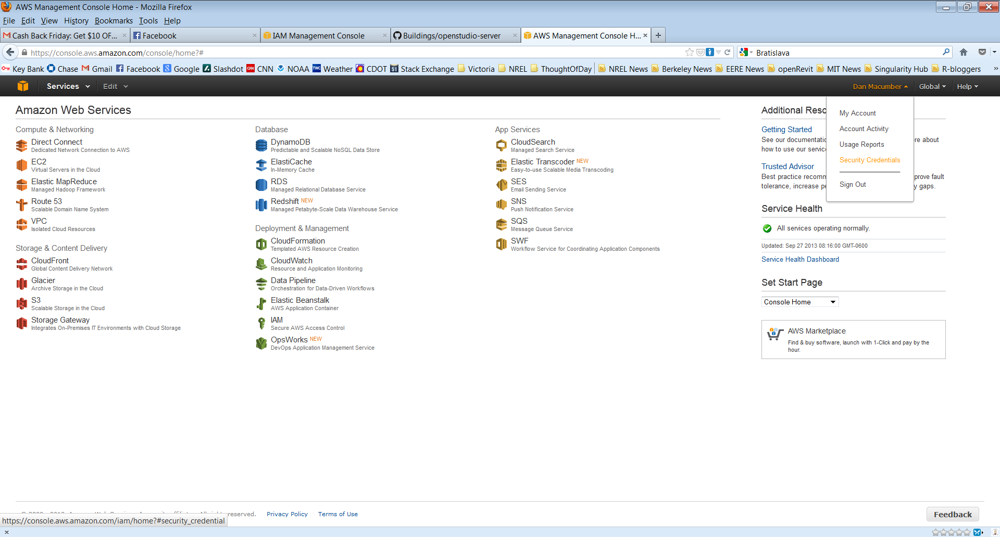 AWS Management Console Home - Mozilla Firefox
File Edit View History Bookmarks Tools Help
Cash Back Friday: Get $10 OF... Facebook IAM Management Console Buildings/openstudio-server AWS Management Console H...
https://console.aws.amazon.com/console/home?# Bratislava
Key Bank Chase Gmail Facebook Google Slashdot CNN NOAA Weather CDOT Stack Exchange Victoria NREL ThoughtOfDay NREL News Berkeley News EERE News openRevit MIT News Singularity Hub R-bloggers
Services Edit Dan Macumber Global Help
Amazon Web Services
Compute & Networking
Direct Connect
Dedicated Network Connection to AWS
EC2
Virtual Servers in the Cloud
Elastic MapReduce
Managed Hadoop Framework
Route 53
Scalable Domain Name System
VPC
Isolated Cloud Resources
Storage & Content Delivery
CloudFront
Global Content Delivery Network
Glacier
Archive Storage in the Cloud
S3
Scalable Storage in the Cloud
Storage Gateway
Integrates On-Premises IT Environments with Cloud Storage
Database
DynamoDB
Predictable and Scalable NoSQL Data Store
ElastiCache
In-Memory Cache
RDS
Managed Relational Database Service
Redshift NEW
Managed Petabyte-Scale Data Warehouse Service
Deployment & Management
CloudFormation
Templated AWS Resource Creation
CloudWatch
Resource and Application Monitoring
Data Pipeline
Orchestration for Data-Driven Workflows
Elastic Beanstalk
AWS Application Container
IAM
Secure AWS Access Control
OpsWorks NEW
DevOps Application Management Service
App Services
CloudSearch
Managed Search Service
Elastic Transcoder NEW
Easy-to-use Scalable Media Transcoding
SES
Email Sending Service
SNS
Push Notification Service
SQS
Message Queue Service
SWF
Workflow Service for Coordinating Application Components
My Account
Account Activity
Usage Reports
Security Credentials
Sign Out
Additional
Getting Started
See our about
how to use our
Trusted Advisor
Best practice fault
tolerance, increase gaps.
Service Health
All services operating normally.
Updated: Sep 27 2013 08:16:00 GMT-0600
Service Health Dashboard
Set Start Page
Console Home
AWS Marketplace
Find & buy software, launch with 1-Click and pay by the
hour.
reserved. Privacy Policy Terms of Use
Feedback
https://console.aws.amazon.com/iam/home?#security_credential